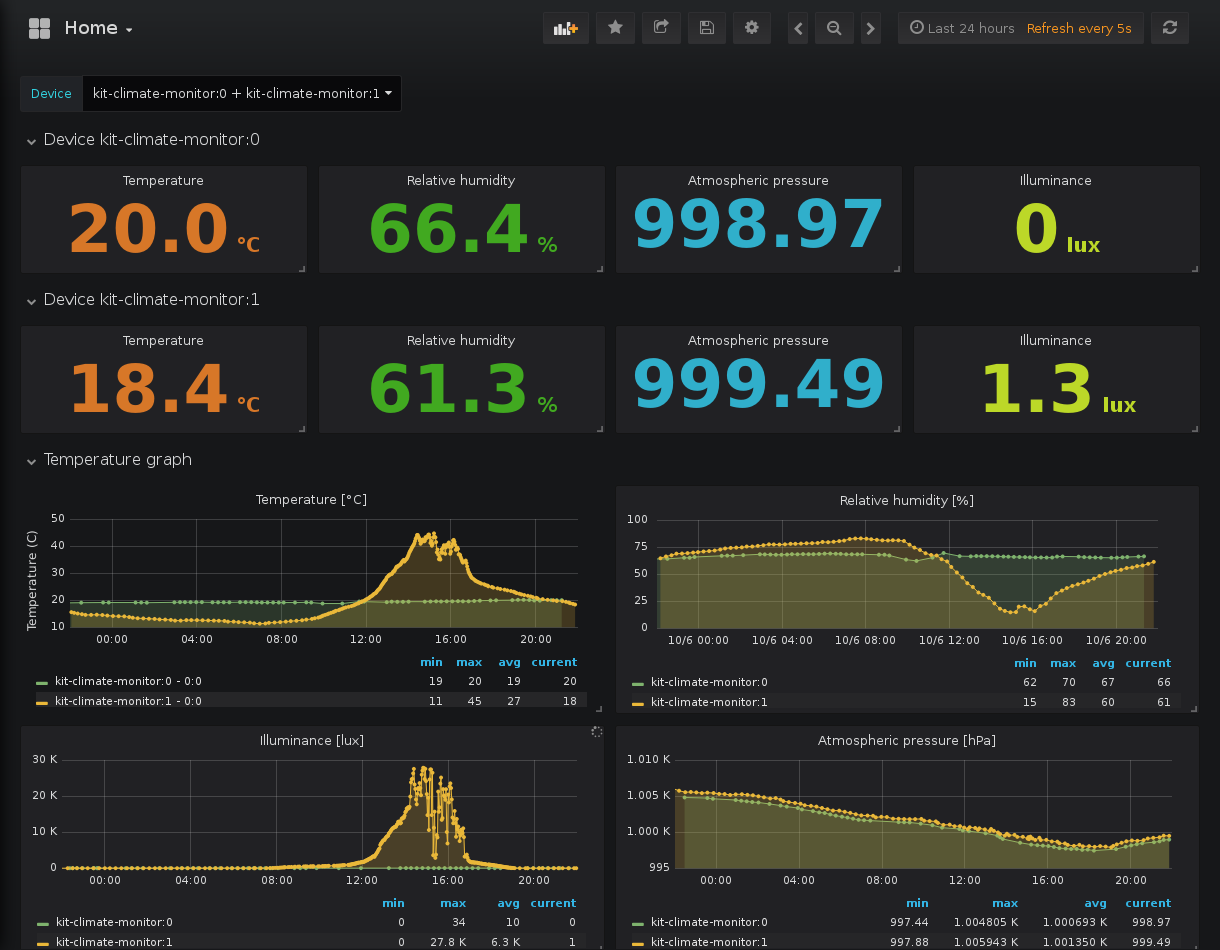 Home
Last 24 hours Refresh every 5s
Device kit-climate-monitor:0 + kit-climate-monitor:1
Device kit-climate-monitor:0
Temperature Relative humidity Atmospheric pressure Illuminance
20.0 °C 66.4 % 998.97 0 lux
Device kit-climate-monitor:1
Temperature Relative humidity Atmospheric pressure Illuminance
18.4 °C 61.3 % 999.49 1.3 lux
Temperature graph
Temperature [°C]
Temperature (C)
50
40
30
20
10
00:00 04:00 08:00 12:00 16:00 20:00
min max avg current
kit-climate-monitor:0 - 0:0 19 20 19 20
kit-climate-monitor:1 - 0:0 11 45 27 18
Relative humidity [%]
100
75
50
25
0
10/6 00:00 10/6 04:00 10/6 08:00 10/6 12:00 10/6 16:00 10/6 20:00
min max avg current
kit-climate-monitor:0 62 70 67 66
kit-climate-monitor:1 15 83 60 61
Illuminance [lux]
30 K
20 K
10 K
0
00:00 04:00 08:00 12:00 16:00 20:00
min max avg current
kit-climate-monitor:0 0 34 10 0
kit-climate-monitor:1 0 27.8 K 6.3 K 1
Atmospheric pressure [hPa]
1.010 K
1.005 K
1.000 K
995
00:00 04:00 08:00 12:00 16:00 20:00
min max avg current
kit-climate-monitor:0 997.44 1.004805 K 1.000693 K 998.97
kit-climate-monitor:1 997.88 1.005943 K 1.001350 K 999.49